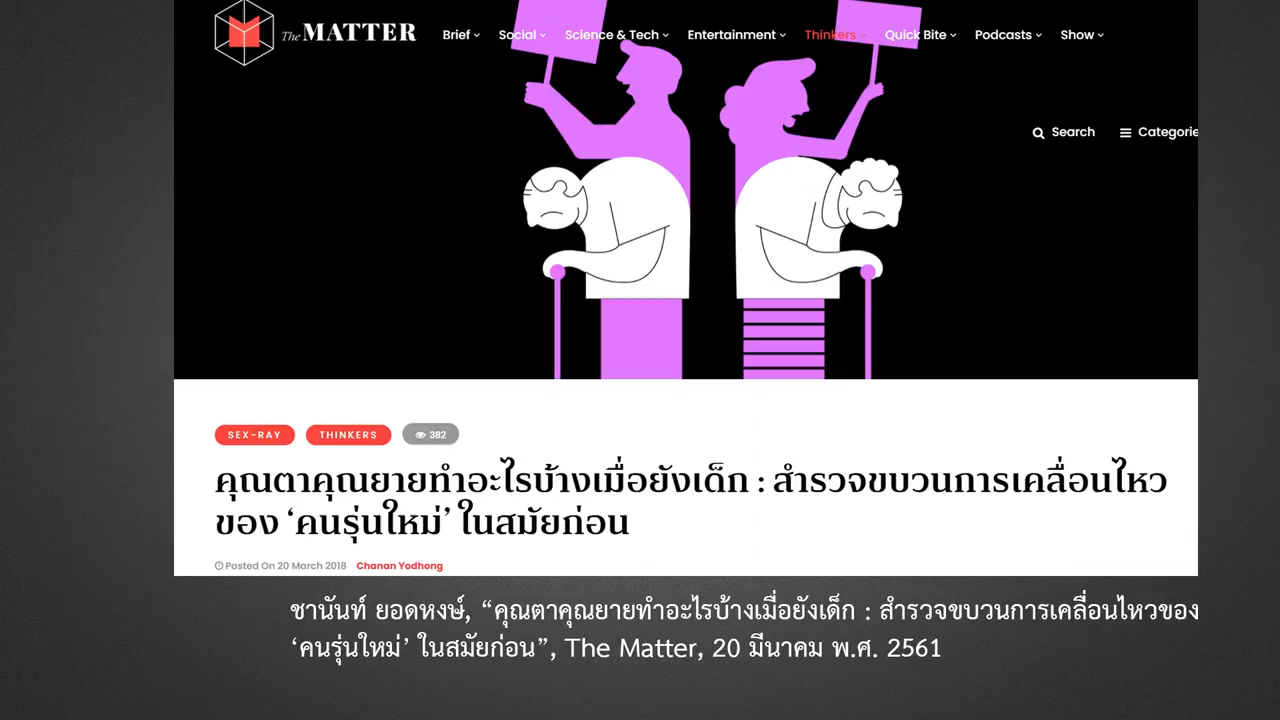 The MATTER
Brief Social Science & Tech Entertainment Thinkers Quick Bite Podcasts Show
Search Categorie
SEX-RAY THINKERS 382
คุณตาคุณยายทำอะไรบ้างเมื่อยังเด็ก : สำรวจขบวนการเคลื่อนไหว
ของ ‘คนรุ่นใหม่’ ในสมัยก่อน
Posted On 20 March 2018 Chanan Yodhong
ชานันท์ ยอดหงษ์, “คุณตาคุณยายทำอะไรบ้างเมื่อยังเด็ก : สำรวจขบวนการเคลื่อนไหวของ
‘คนรุ่นใหม่’ ในสมัยก่อน”, The Matter, 20 มีนาคม พ.ศ. 2561